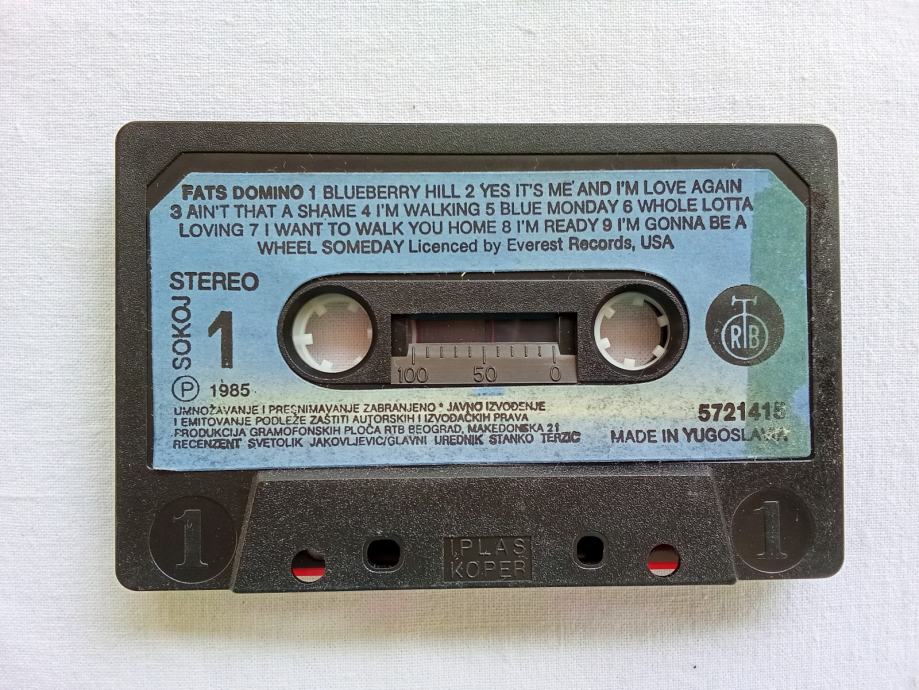 FATS DOMINO 1 BLUEBERRY HILL 2 YES IT'S ME AND I'M LOVE AGAIN
3 AIN'T THAT A SHAME 4 I'M WALKING 5 BLUE MONDAY 6 WHOLE LOTTA
LOVING 7 I WANT TO WALK YOU HOME 8 I'M READY 9 I'M GONNA BE A
WHEEL SOMEDAY Licenced by Everest Records, USA
STEREO
SOKOJ
1
RTB
100 50 0
Ⓟ 1985
UMNOŽAVANJE I PRESNIMAVANJE ZABRANJENO * JAVNO IZVOĐENJE
I EMITOVANJE PODLEŽE ZAŠTITI AUTORSKIH I IZVOĐAČKIH PRAVA
PRODUKCIJA GRAMOFONSKIH PLOČA RTB BEOGRAD, MAKEDONSKA 21
RECENZENT SVETOLIK JAKOVLJEVIC/GLAVNI UREDNIK STANKO TERZIC
5721415
MADE IN YUGOSLAVIA
1
IPLAS
KOPER
1